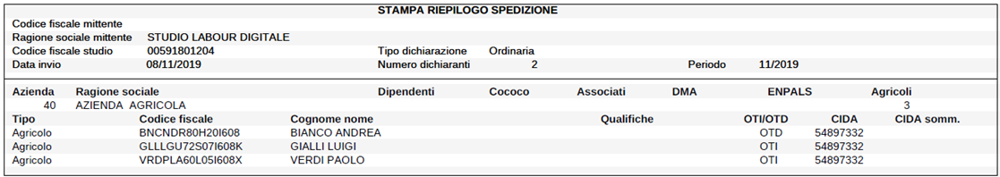 STAMPA RIEPILOGO SPEDIZIONE
Codice fiscale mittente
Ragione sociale mittente STUDIO LABOUR DIGITALE
Codice fiscale studio 00591801204 Tipo dichiarazione Ordinaria
Data invio 08/11/2019 Numero dichiaranti 2 Periodo 11/2019
Azienda Ragione sociale Dipendenti Cococo Associati DMA ENPALS Agricoli
40 AZIENDA AGRICOLA 3
Tipo Codice fiscale Cognome nome Qualifiche OTI/OTD CIDA CIDA somm.
Agricolo BNCNDR80H20I608 BIANCO ANDREA OTD 54897332
Agricolo GLLLGU72S07I608K GIALLI LUIGI OTI 54897332
Agricolo VRDPLA60L05I608X VERDI PAOLO OTI 54897332